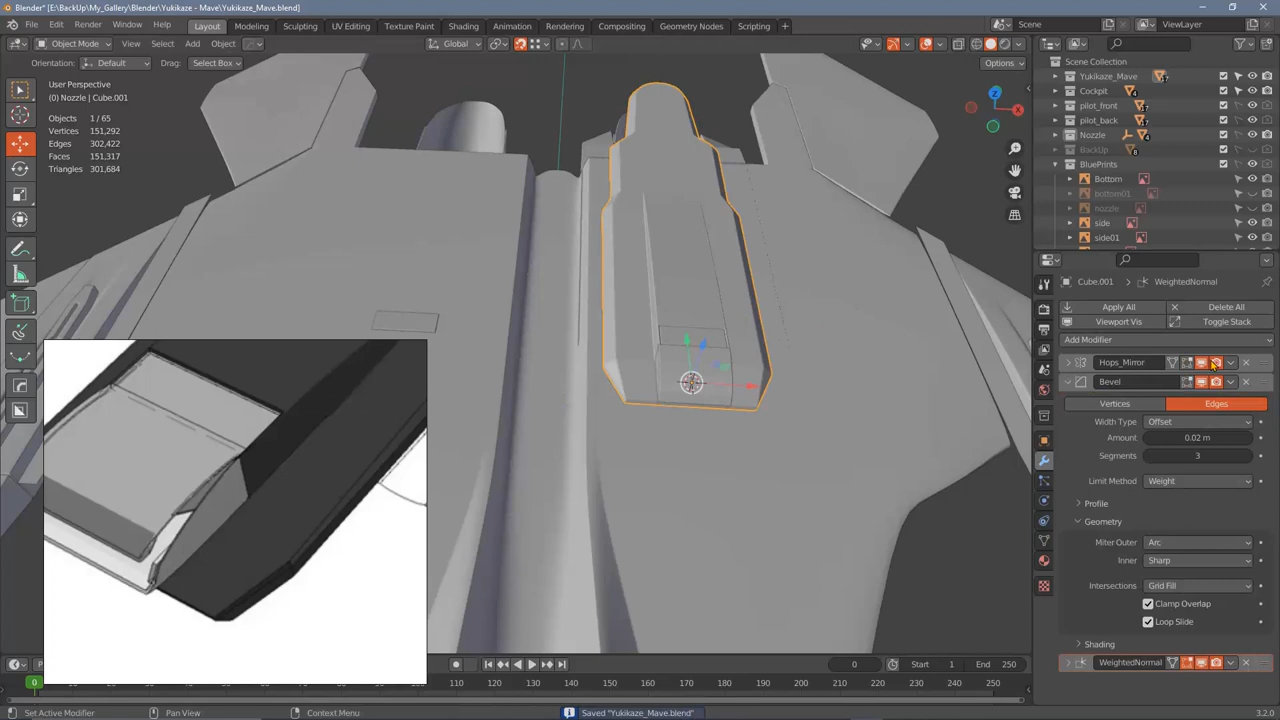 Blender* [E:\BackUp\My_Gallery\Blender\Yukikaze - Mave\Yukikaze_Mave.blend]
File Edit Render Window Help Layout Modeling Sculpting UV Editing Texture Paint Shading Animation Rendering Compositing Geometry Nodes Scripting + Scene ViewLayer
Object Mode View Select Add Object Global
Orientation: Default Drag: Select Box Options
User Perspective
(0) Nozzle | Cube.001
Objects 1 / 65
Vertices 151,292
Edges 302,422
Faces 151,317
Triangles 301,684
Z
X
Scene Collection
Yukikaze_Mave
Cockpit 4
pilot_front
pilot_back
Nozzle 4
BackUp 8
BluePrints
Bottom
bottom01
nozzle
side
side01
Cube.001 > WeightedNormal
Apply All Delete All
Viewport Vis Toggle Stack
Add Modifier
Hops_Mirror
Bevel
Vertices Edges
Width Type Offset
Amount 0.02 m
Segments 3
Limit Method Weight
Profile
Geometry
Miter Outer Arc
Inner Sharp
Intersections Grid Fill
Clamp Overlap
Loop Slide
Shading
WeightedNormal
0 Start 1 End 250
0 110 120 130 140 150 160 170 180 190 200 210 220 230 240 250
Set Active Modifier Pan View Context Menu Saved "Yukikaze_Mave.blend" 3.2.0